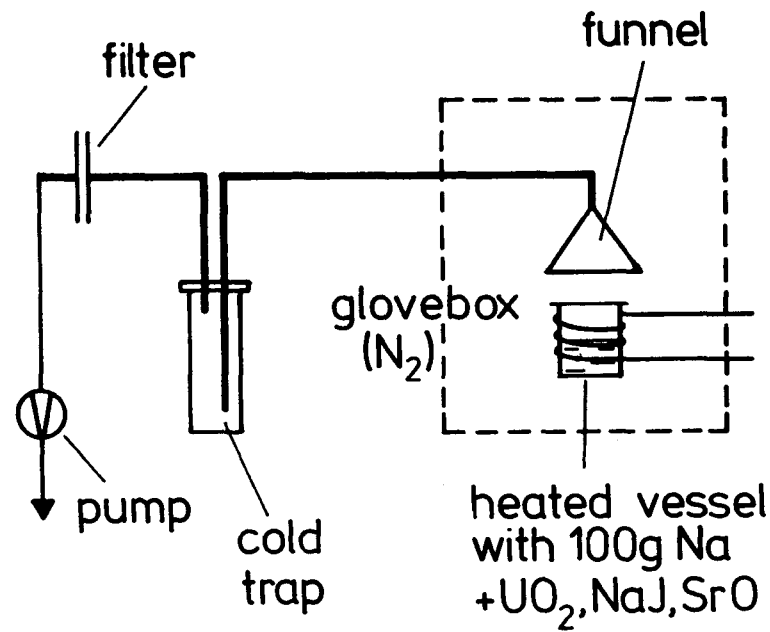 funnel
filter
glovebox
(N₂)
pump
cold
trap
heated vessel
with 100g Na
+UO₂,NaJ,SrO